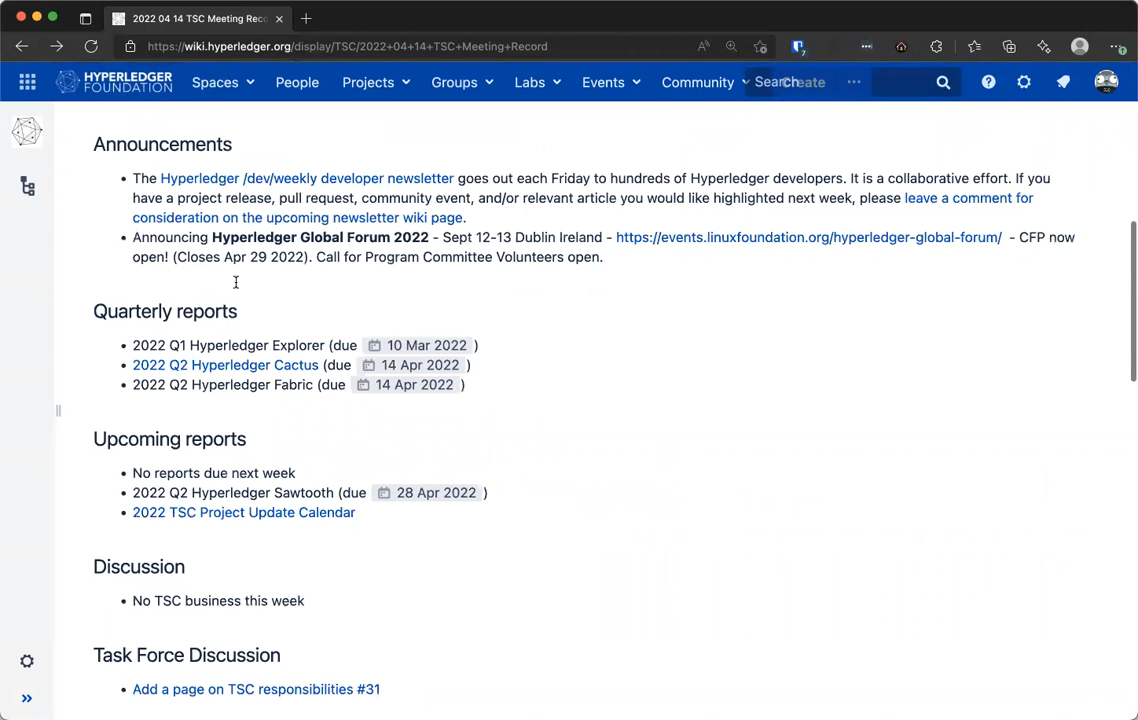 2022 04 14 TSC Meeting Reco
https://wiki.hyperledger.org/display/TSC/2022+04+14+TSC+Meeting+Record
7
HYPERLEDGER
FOUNDATION
Spaces People Projects Groups Labs Events Community Search Create
Announcements
The Hyperledger /dev/weekly developer newsletter goes out each Friday to hundreds of Hyperledger developers. It is a collaborative effort. If you
have a project release, pull request, community event, and/or relevant article you would like highlighted next week, please leave a comment for
consideration on the upcoming newsletter wiki page.
Announcing Hyperledger Global Forum 2022 - Sept 12-13 Dublin Ireland - https://events.linuxfoundation.org/hyperledger-global-forum/ - CFP now
open! (Closes Apr 29 2022). Call for Program Committee Volunteers open.
Quarterly reports
2022 Q1 Hyperledger Explorer (due 10 Mar 2022 )
2022 Q2 Hyperledger Cactus (due 14 Apr 2022 )
2022 Q2 Hyperledger Fabric (due 14 Apr 2022 )
Upcoming reports
No reports due next week
2022 Q2 Hyperledger Sawtooth (due 28 Apr 2022 )
2022 TSC Project Update Calendar
Discussion
No TSC business this week
Task Force Discussion
Add a page on TSC responsibilities #31